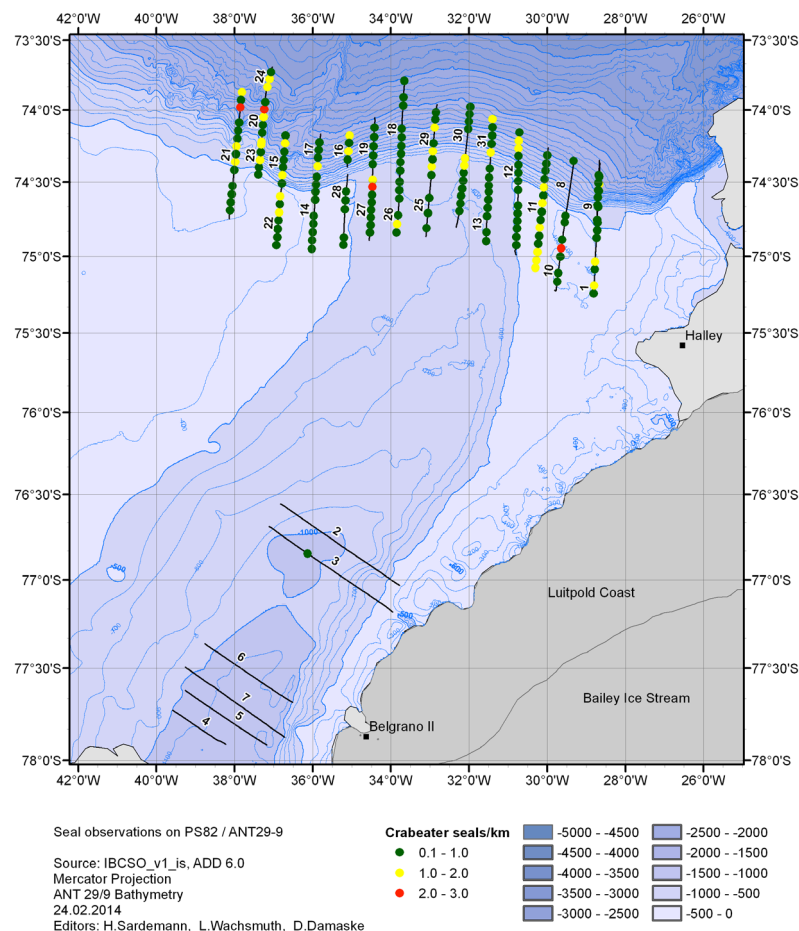 42°0'W 40°0'W 38°0'W 36°0'W 34°0'W 32°0'W 30°0'W 28°0'W 26°0'W
73°30'S 73°30'S
24
74°0'S 74°0'S
20 18 30
21 23 15 17 16 19 29 31 12
74°30'S 74°30'S
14 28 27 26 25 13 11 8 9
22
75°0'S 75°0'S
10 1
75°30'S 75°30'S
Halley
76°0'S 76°0'S
76°30'S 76°30'S
-1000 2
3
-500
77°0'S 77°0'S
Luitpold Coast
-500
77°30'S 77°30'S
6
7
5
4
Bailey Ice Stream
Belgrano II
78°0'S 78°0'S
42°0'W 40°0'W 38°0'W 36°0'W 34°0'W 32°0'W 30°0'W 28°0'W 26°0'W
Seal observations on PS82 / ANT29-9
Source: IBCSO_v1_is, ADD 6.0
Mercator Projection
ANT 29/9 Bathymetry
24.02.2014
Editors: H.Sardemann, L.Wachsmuth, D.Damaske
Crabeater seals/km
0.1 - 1.0
1.0 - 2.0
2.0 - 3.0
-5000 - -4500
-4500 - -4000
-4000 - -3500
-3500 - -3000
-3000 - -2500
-2500 - -2000
-2000 - -1500
-1500 - -1000
-1000 - -500
-500 - 0